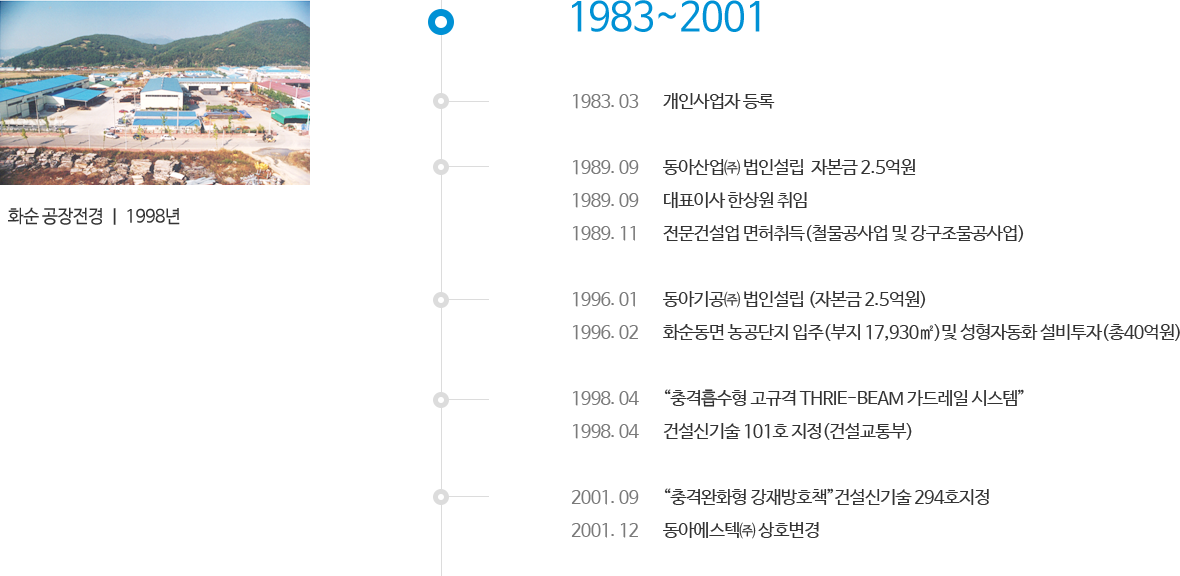 1983~2001
화순 공장전경 | 1998년
1983. 03 개인사업자 등록
1989. 09 동아산업㈜ 법인설립 자본금 2.5억원
1989. 09 대표이사 한상원 취임
1989. 11 전문건설업 면허취득(철물공사업 및 강구조물공사업)
1996. 01 동아기공㈜ 법인설립 (자본금 2.5억원)
1996. 02 화순동면 농공단지 입주(부지 17,930㎡)및 성형자동화 설비투자(총40억원)
1998. 04 “충격흡수형 고규격 THRIE-BEAM 가드레일 시스템”
1998. 04 건설신기술 101호 지정(건설교통부)
2001. 09 “충격완화형 강재방호책”건설신기술 294호지정
2001. 12 동아에스텍㈜ 상호변경